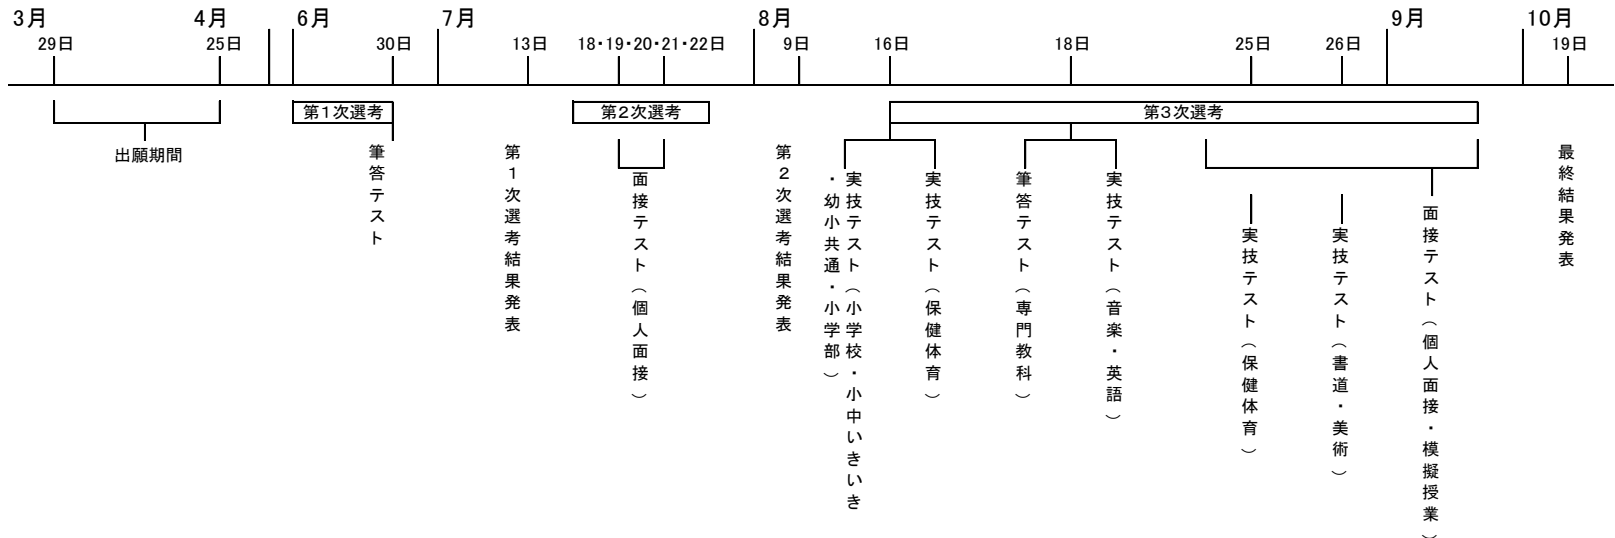 3月
4月
6月
7月
8月
9月
10月
29日
25日
30日
13日
18・19・20・21・22日
9日
16日
18日
25日
26日
19日
第1次選考
第2次選考
第3次選考
出願期間
筆答テスト
第1次選考結果発表
面接テスト（個人面接）
第2次選考結果発表
実技テスト（小学校・小中いきいき
・幼小共通・小学部）
実技テスト（保健体育）
筆答テスト（専門教科）
実技テスト（音楽・英語）
実技テスト（保健体育）
実技テスト（書道・美術）
面接テスト（個人面接・模擬授業）
最終結果発表